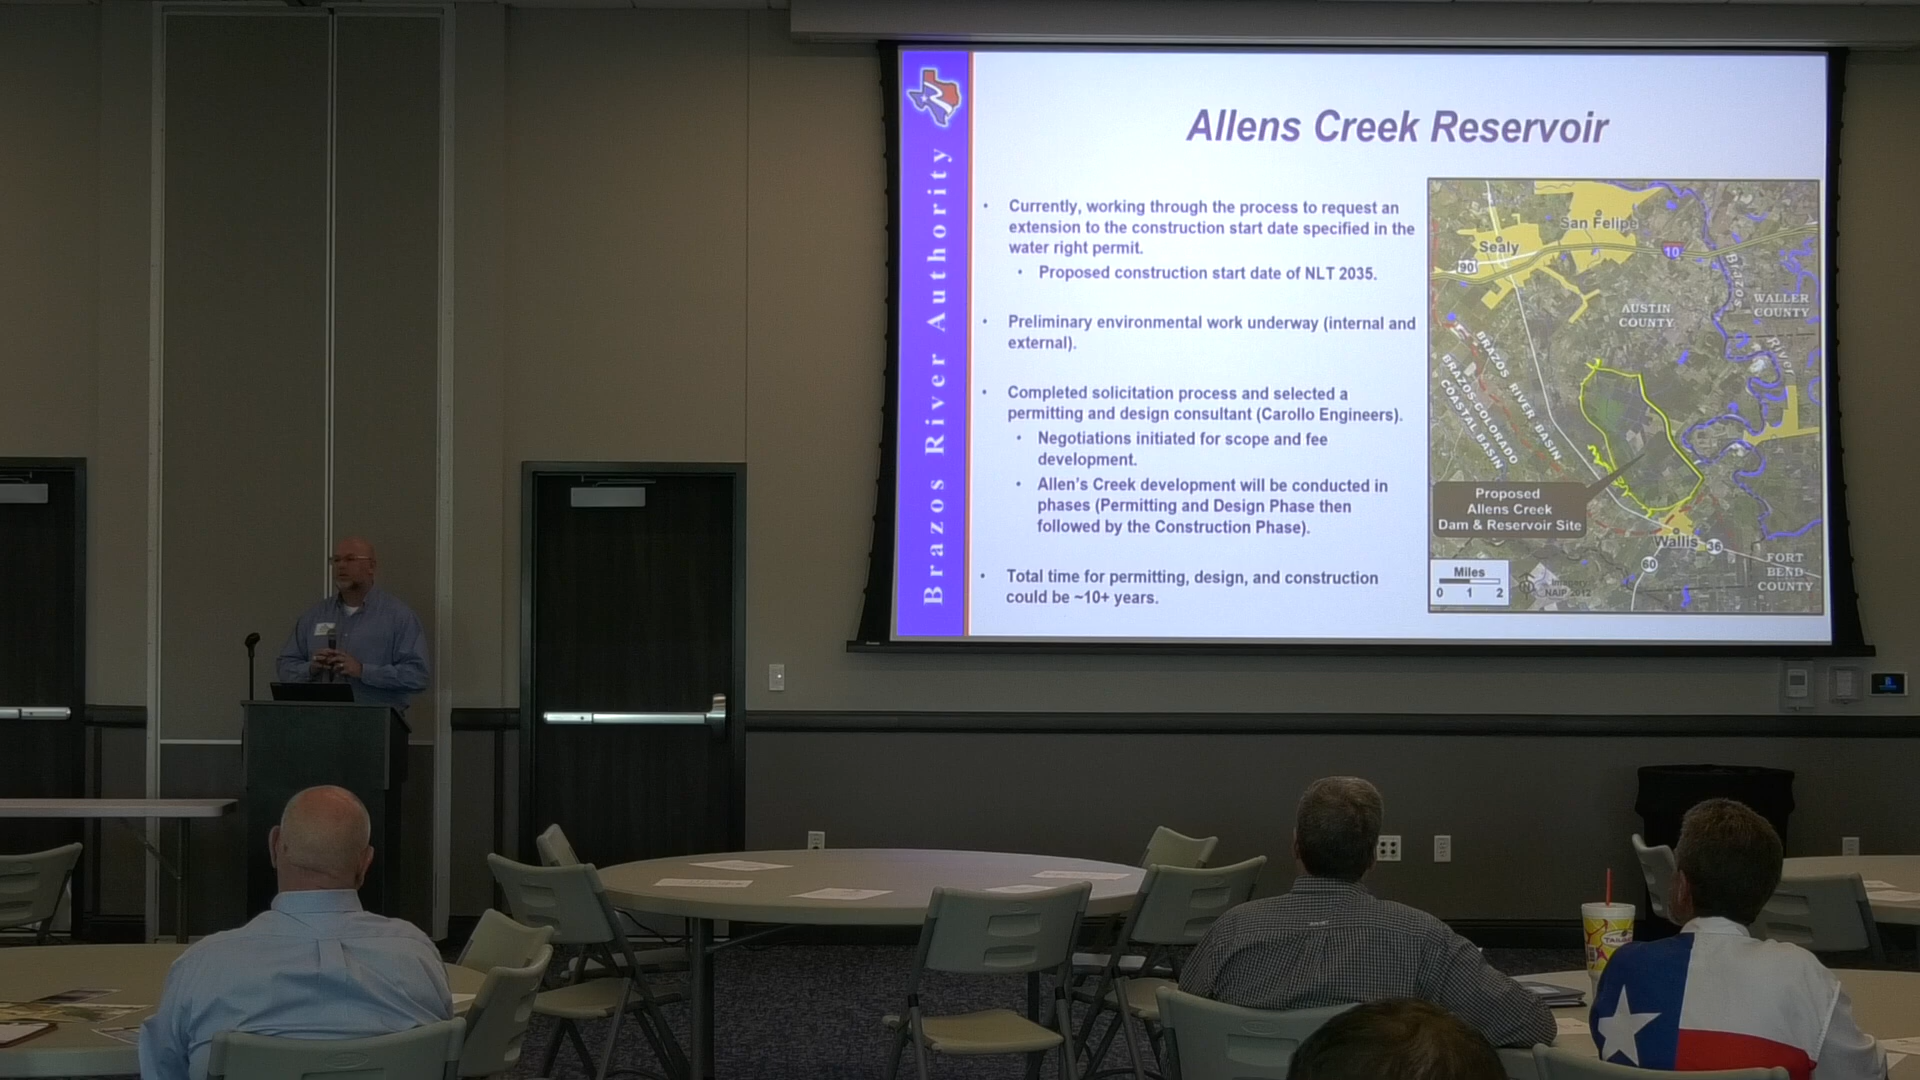 Brazos River Authority
Allens Creek Reservoir
• Currently, working through the process to request an
extension to the construction start date specified in the
water right permit.
• Proposed construction start date of NLT 2035.
• Preliminary environmental work underway (internal and
external).
• Completed solicitation process and selected a
permitting and design consultant (Carollo Engineers).
• Negotiations initiated for scope and fee
development.
• Allen's Creek development will be conducted in
phases (Permitting and Design Phase then
followed by the Construction Phase).
• Total time for permitting, design, and construction
could be ~10+ years.
San Felipe
Sealy
10
90
Brazos
River
WALLER
COUNTY
AUSTIN
COUNTY
BRAZOS RIVER BASIN
BRAZOS-COLORADO
COASTAL BASIN
Proposed
Allens Creek
Dam & Reservoir Site
Wallis
36
60
FORT
BEND
COUNTY
Miles
0 1 2
Imagery
NAIP 2012